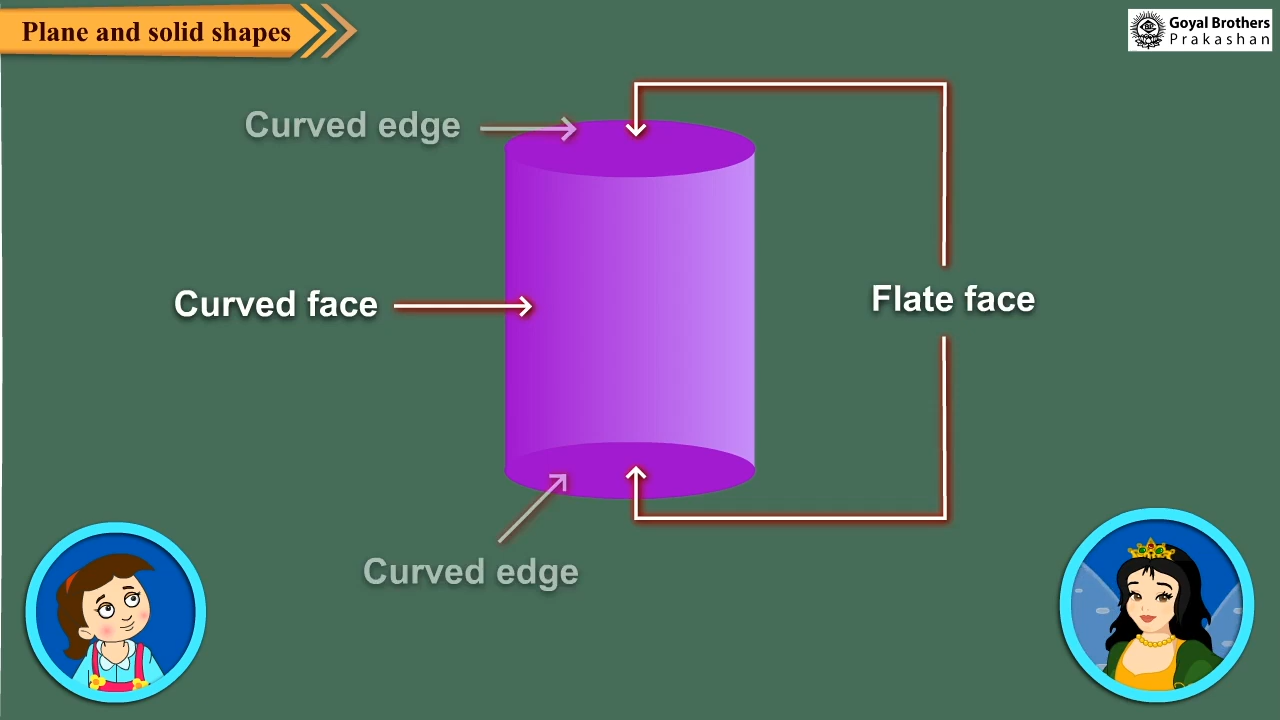 Plane and solid shapes
Goyal Brothers
Prakashan
Curved edge
Curved face
Flate face
Curved edge